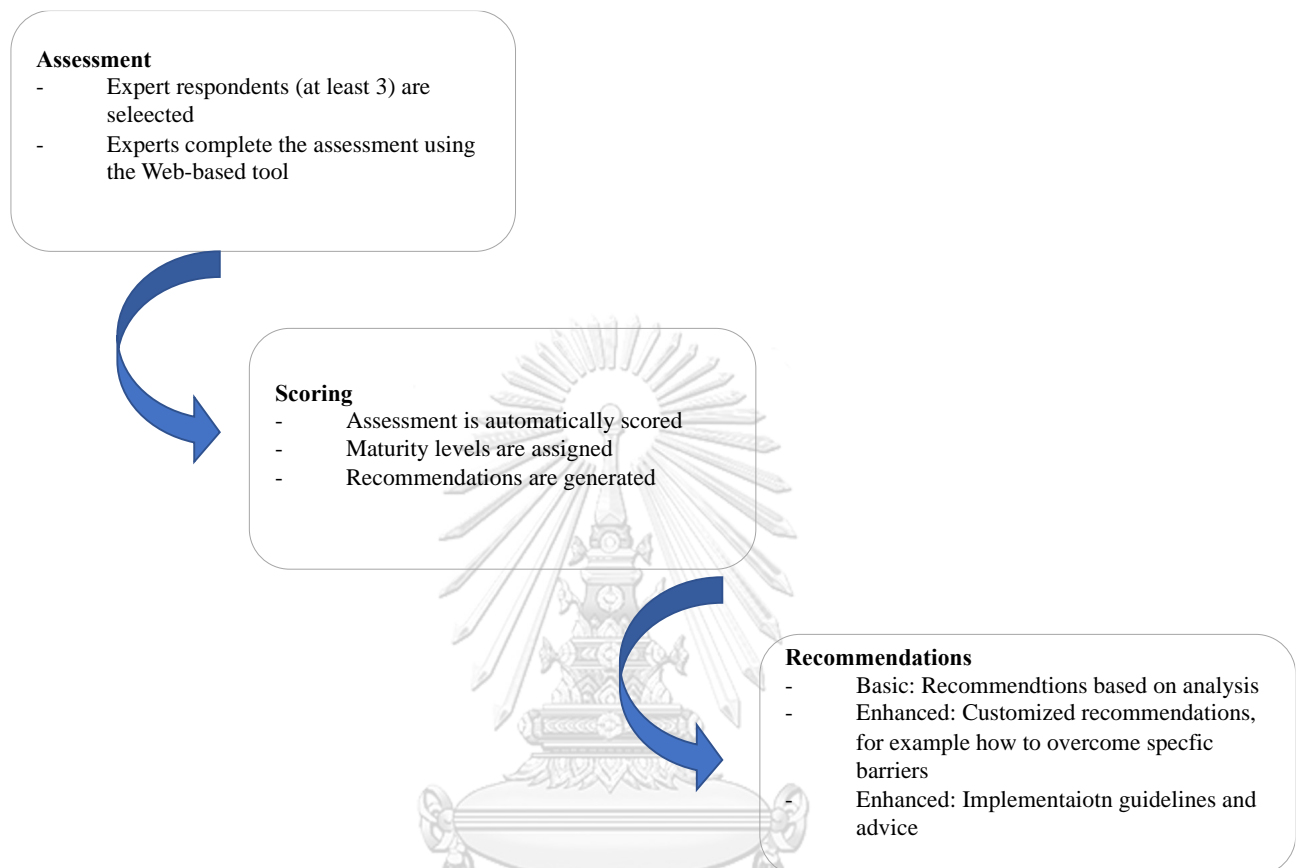 Assessment
- Expert respondents (at least 3) are
seleected
- Experts complete the assessment using
the Web-based tool
Scoring
- Assessment is automatically scored
- Maturity levels are assigned
- Recommendations are generated
Recommendations
- Basic: Recommendtions based on analysis
- Enhanced: Customized recommendations,
for example how to overcome specfic
barriers
- Enhanced: Implementaiotn guidelines and
advice